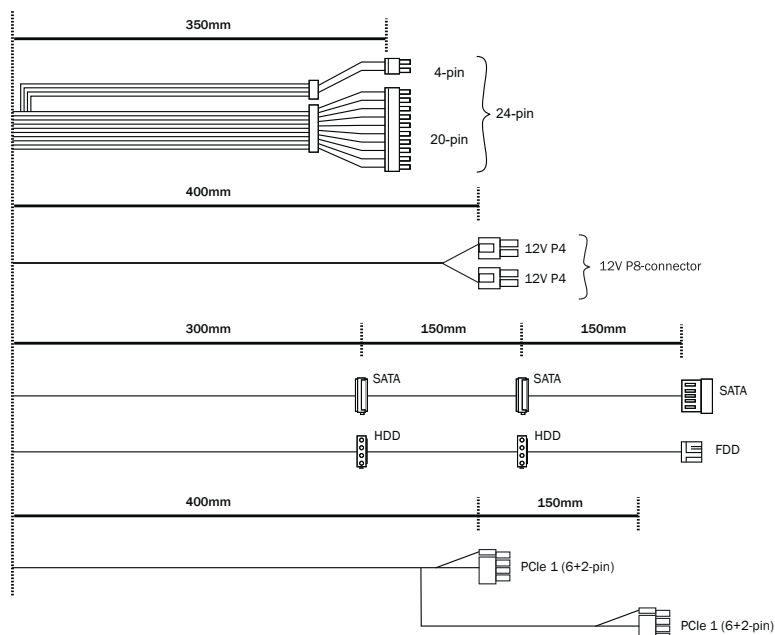 350mm
4-pin
24-pin
20-pin
400mm
12V P4
12V P4
12V P8-connector
300mm
150mm
150mm
SATA
SATA
SATA
HDD
HDD
FDD
400mm
150mm
PCIe 1 (6+2-pin)
PCIe 1 (6+2-pin)